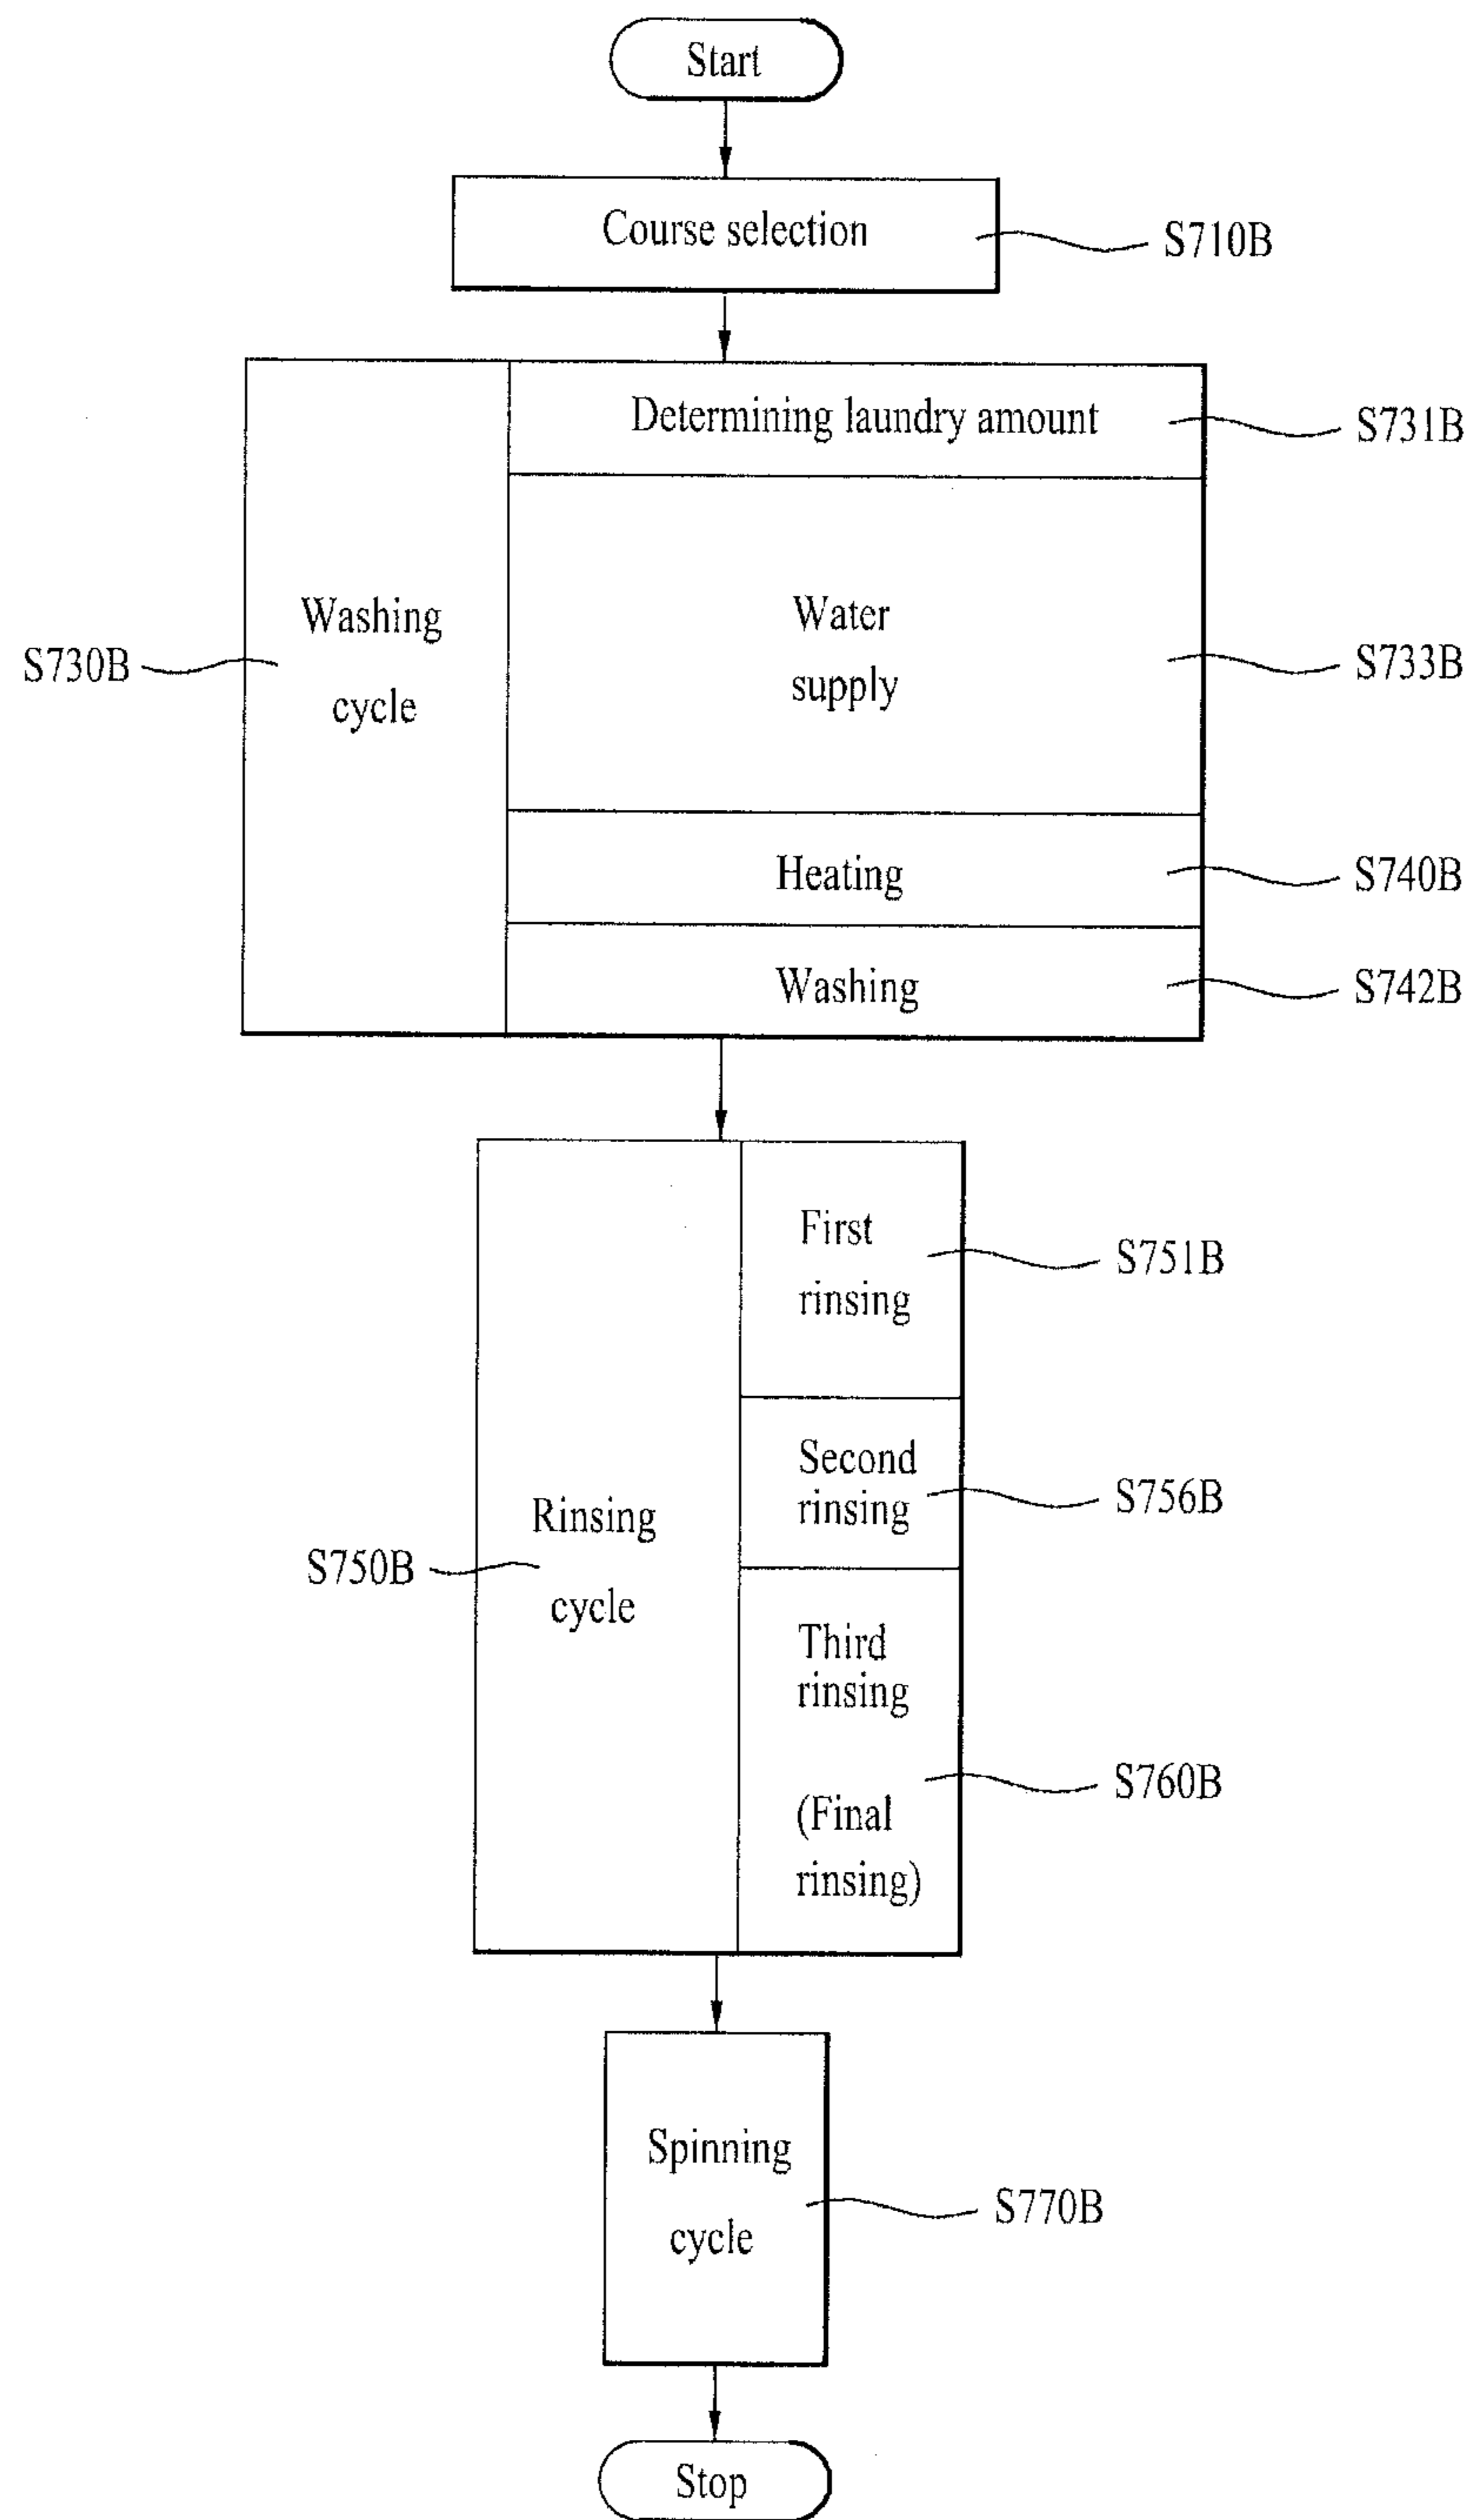 Start
Course selection
S710B
Determining laundry amount
S731B
Washing
cycle
S730B
Water
supply
S733B
Heating
S740B
Washing
S742B
First
rinsing
S751B
Second
rinsing
S756B
Rinsing
cycle
S750B
Third
rinsing
(Final
rinsing)
S760B
Spinning
cycle
S770B
Stop